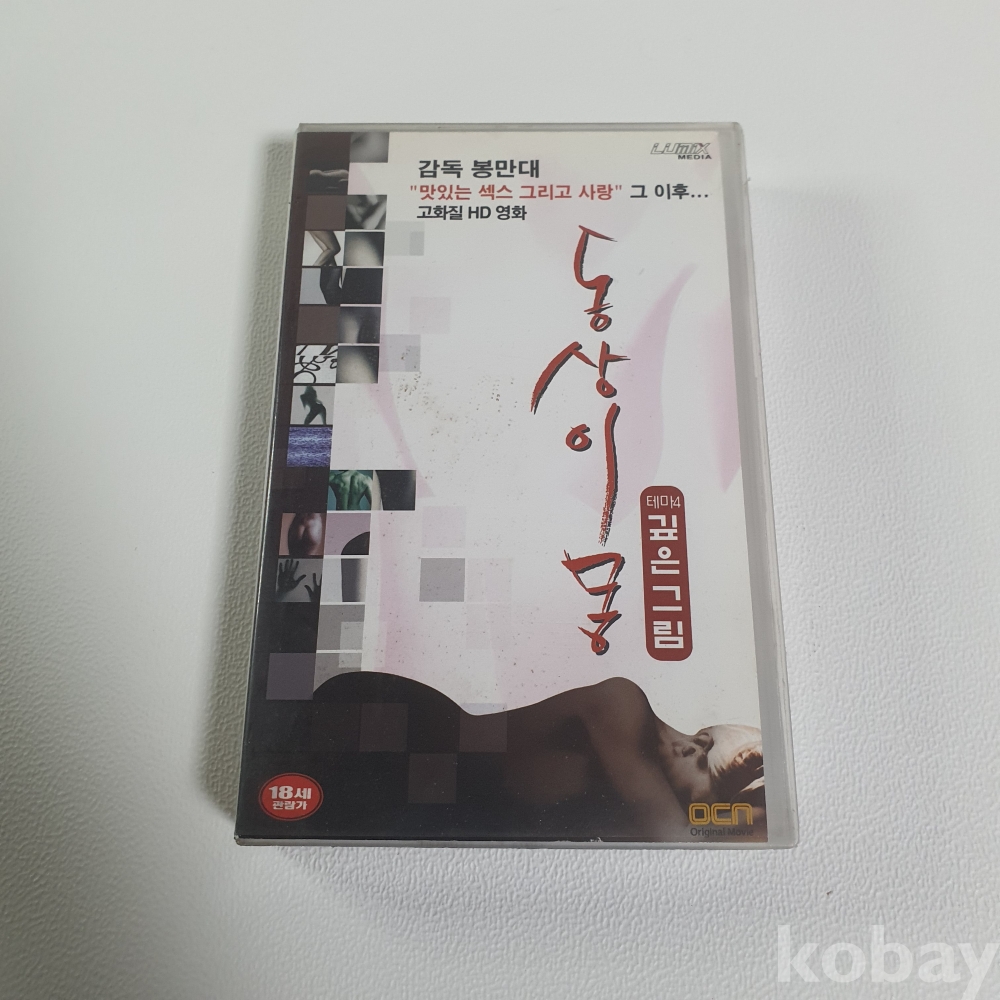 LUMIX
MEDIA
감독 봉만대
"맛있는 섹스 그리고 사랑" 그 이후...
고화질 HD 영화
동상이몽
테마4
깊은그림
18세
관람가
OCN
Original Movie
kobay